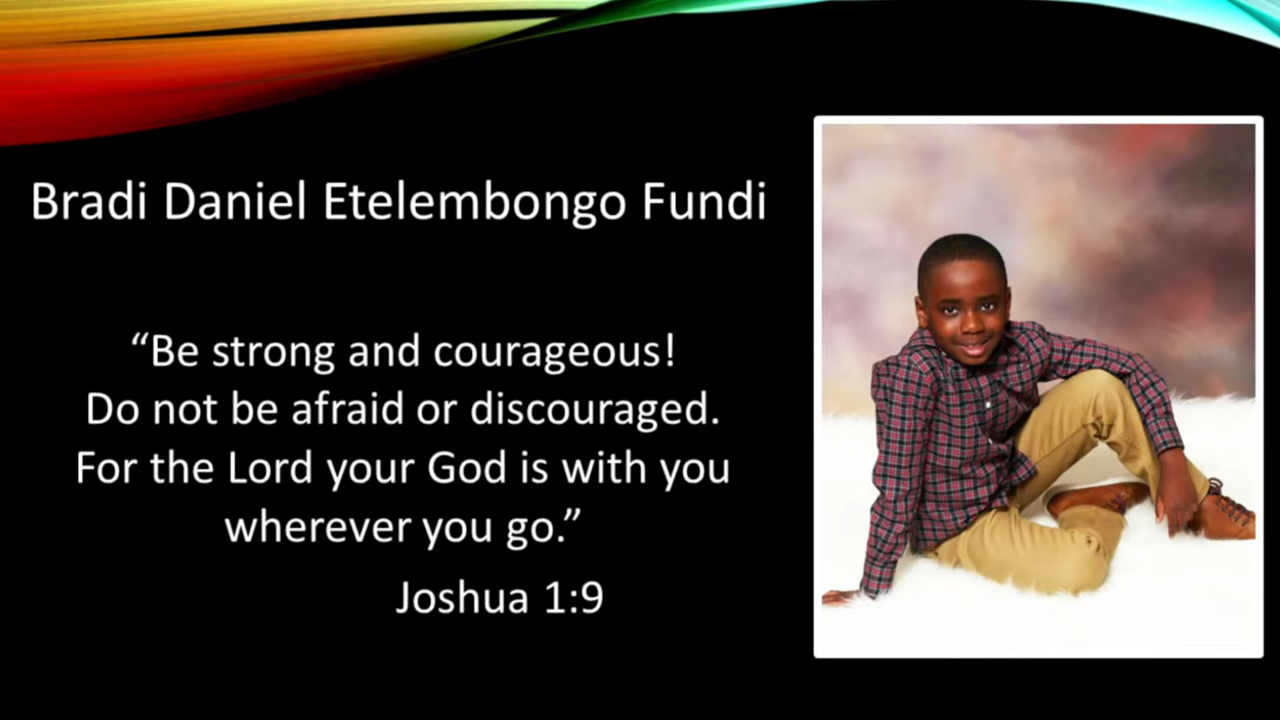 Bradi Daniel Etelembongo Fundi
“Be strong and courageous!
Do not be afraid or discouraged.
For the Lord your God is with you
wherever you go.”
Joshua 1:9